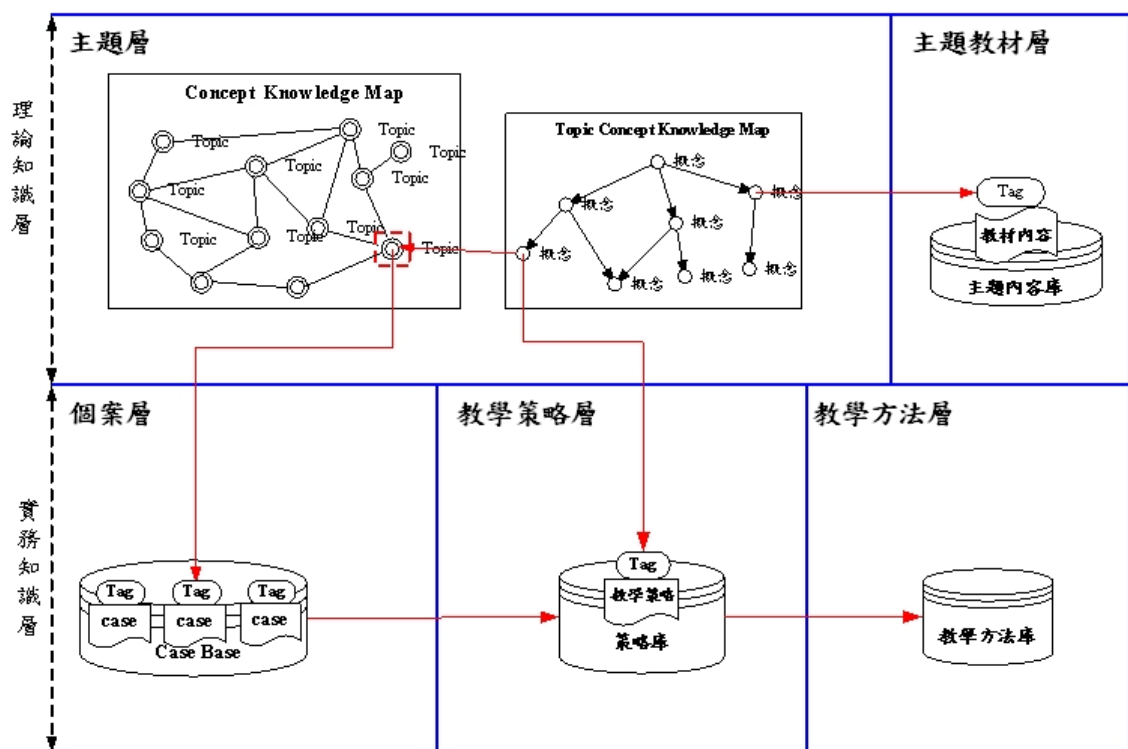 主題層
主題教材層
理論知識層
Concept Knowledge Map
Topic
Topic
Topic
Topic
Topic
Topic
Topic
Topic
Topic
Topic
Topic Concept Knowledge Map
概念
概念
概念
概念
概念
概念
概念
概念
Tag
教材內容
主題內容庫
個案層
教學策略層
教學方法層
實務知識層
Tag
Tag
Tag
case
case
case
Case Base
Tag
教學策略
策略庫
教學方法庫